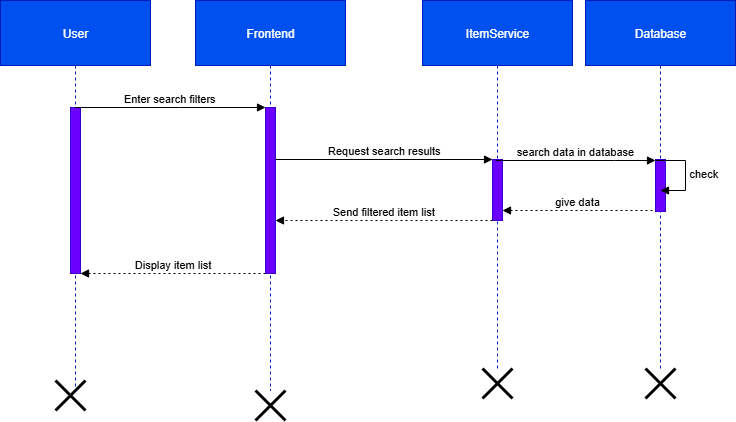 User
Frontend
ItemService
Database
Enter search filters
Request search results
search data in database
check
give data
Send filtered item list
Display item list